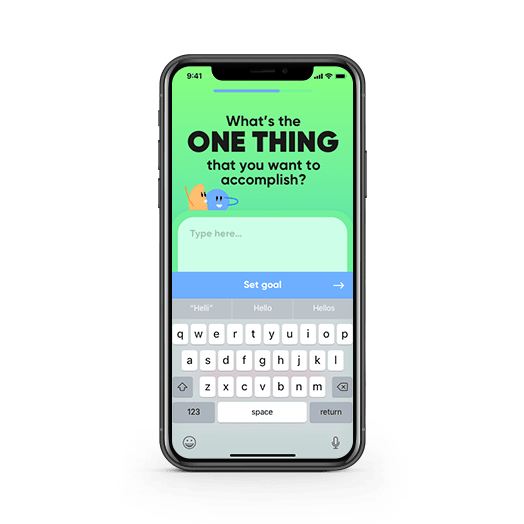 9:41
What's the
ONE THING
that you want to
accomplish?
Type here...
Set goal →
"Helli" Hello Hellos
q w e r t y u i o p
a s d f g h j k l
z x c v b n m
123 space return